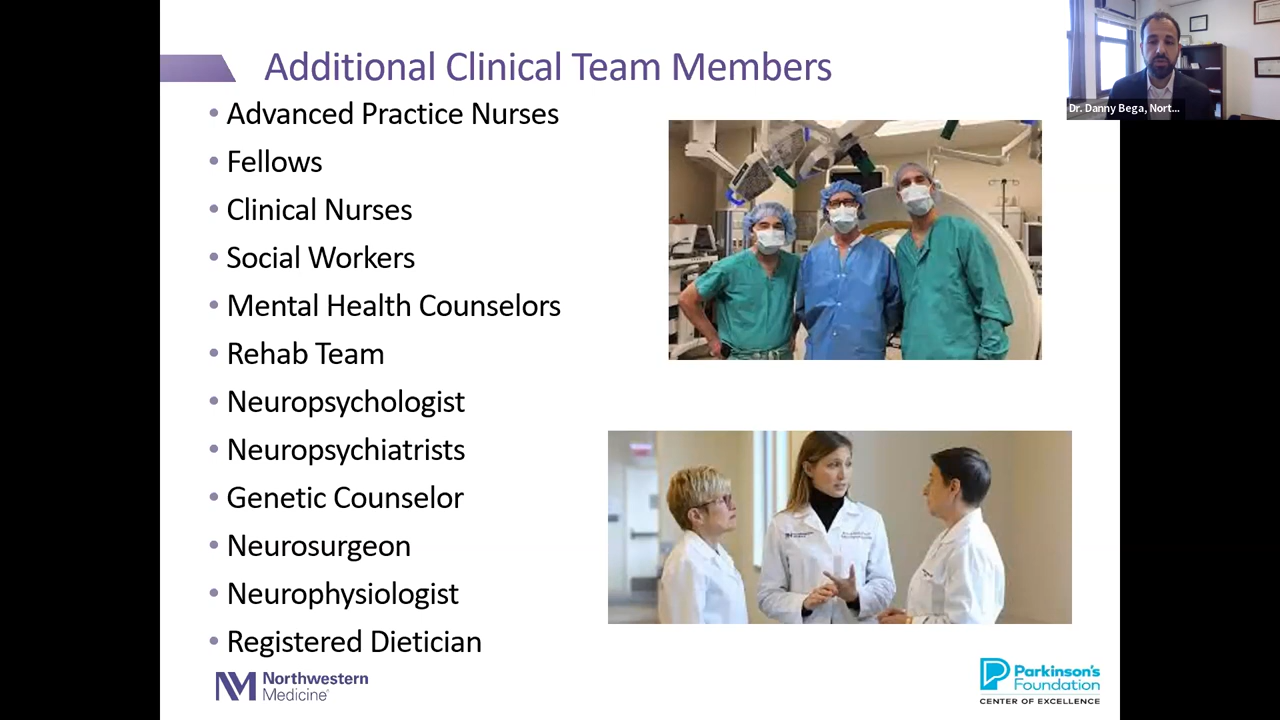 Additional Clinical Team Members
• Advanced Practice Nurses
• Fellows
• Clinical Nurses
• Social Workers
• Mental Health Counselors
• Rehab Team
• Neuropsychologist
• Neuropsychiatrists
• Genetic Counselor
• Neurosurgeon
• Neurophysiologist
• Registered Dietician
Dr. Danny Bega, Nort...
NM Northwestern
Medicine®
Parkinson's
Foundation
CENTER OF EXCELLENCE